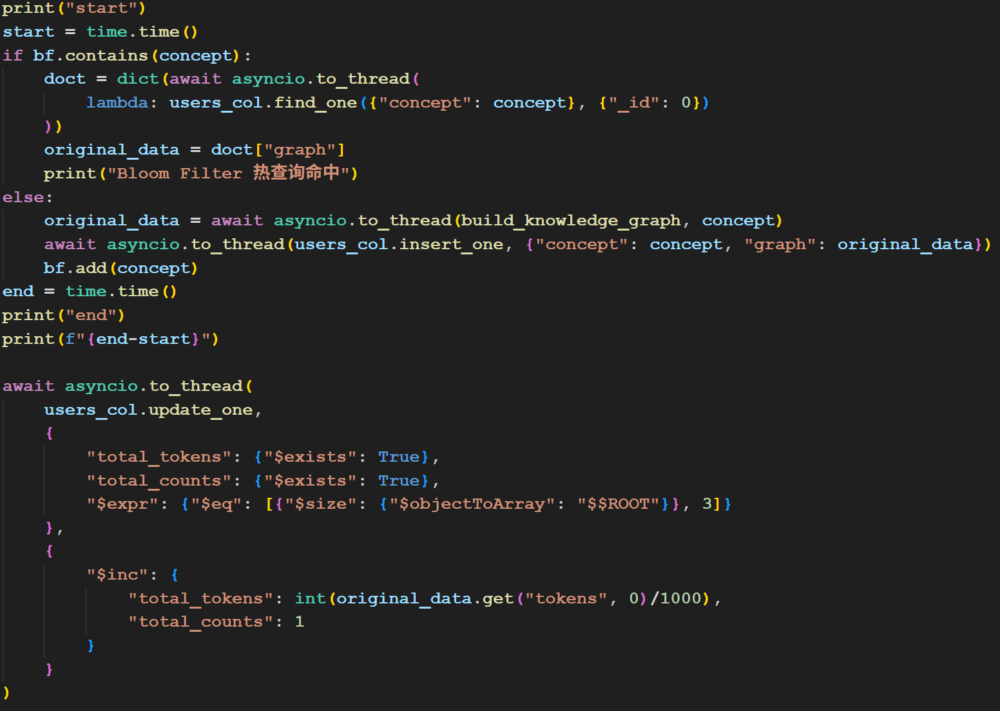 print("start")
start = time.time()
if bf.contains(concept):
    doct = dict(await asyncio.to_thread(
        lambda: users_col.find_one({"concept": concept}, {"_id": 0})
    ))
    original_data = doct["graph"]
    print("Bloom Filter 热查询命中")
else:
    original_data = await asyncio.to_thread(build_knowledge_graph, concept)
    await asyncio.to_thread(users_col.insert_one, {"concept": concept, "graph": original_data})
    bf.add(concept)
end = time.time()
print("end")
print(f"{end-start}")

await asyncio.to_thread(
    users_col.update_one,
    {
        "total_tokens": {"$exists": True},
        "total_counts": {"$exists": True},
        "$expr": {"$eq": [{"$size": {"$objectToArray": "$$ROOT"}}, 3]}
    },
    {
        "$inc": {
            "total_tokens": int(original_data.get("tokens", 0)/1000),
            "total_counts": 1
        }
    }
)